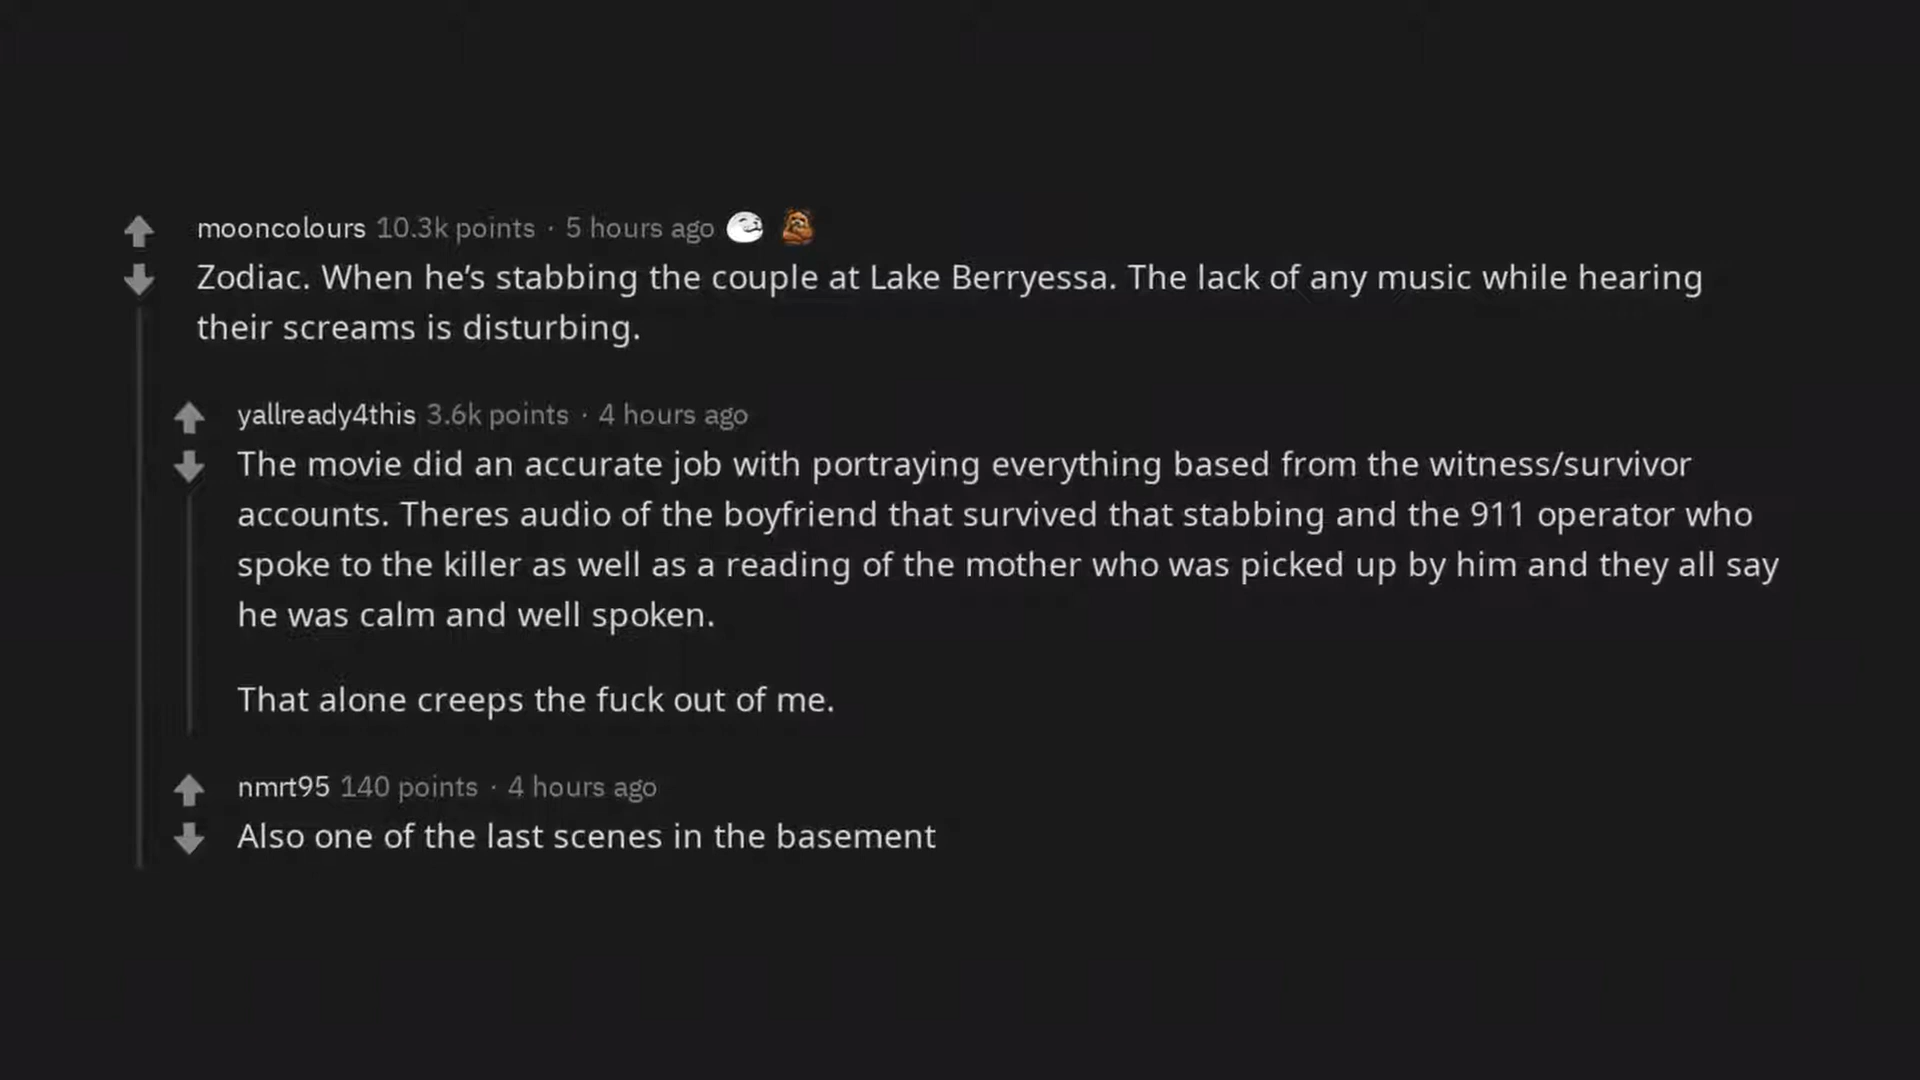 mooncolours 10.3k points · 5 hours ago
Zodiac. When he’s stabbing the couple at Lake Berryessa. The lack of any music while hearing
their screams is disturbing.
yallready4this 3.6k points · 4 hours ago
The movie did an accurate job with portraying everything based from the witness/survivor
accounts. Theres audio of the boyfriend that survived that stabbing and the 911 operator who
spoke to the killer as well as a reading of the mother who was picked up by him and they all say
he was calm and well spoken.
That alone creeps the fuck out of me.
nmrt95 140 points · 4 hours ago
Also one of the last scenes in the basement